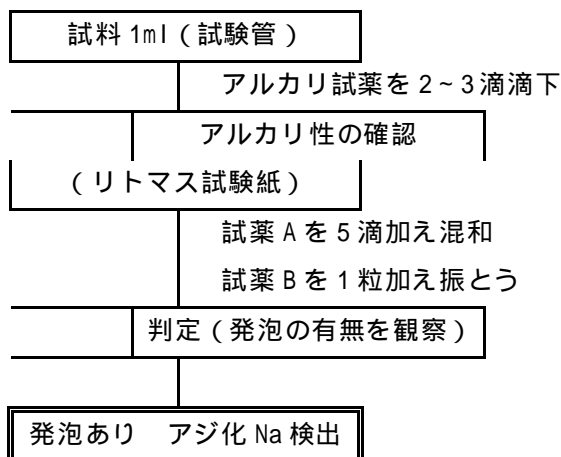 試料 1ml ( 試験管 )
アルカリ試薬を 2 ~ 3 滴滴下
アルカリ性の確認
( リトマス試験紙 )
試薬 A を 5 滴加え混和
試薬 B を 1 粒加え振とう
判定 ( 発泡の有無を観察 )
発泡あり　アジ化 Na 検出